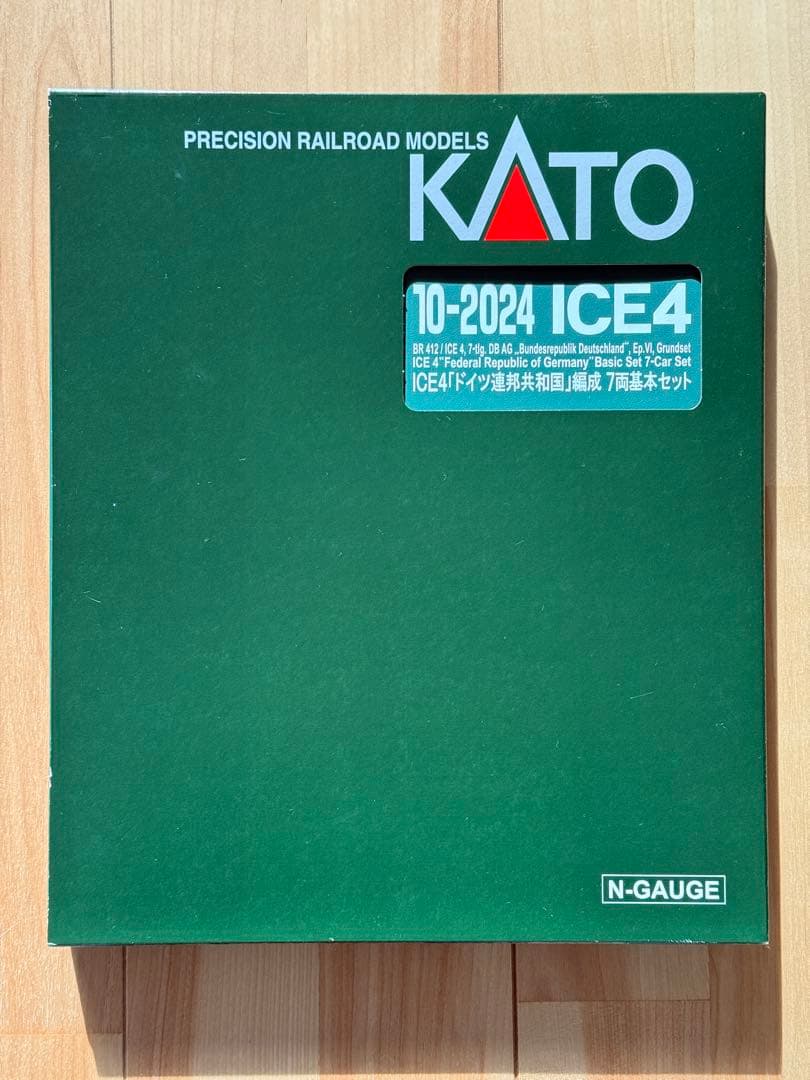 PRECISION RAILROAD MODELS
KATO
10-2024 ICE4
BR 412 / ICE 4, 7-tlg. DB AG „Bundesrepublik Deutschland", Ep.VI, Grundset
ICE 4"Federal Republic of Germany"Basic Set 7-Car Set
ICE4「ドイツ連邦共和国」編成 7両基本セット
N-GAUGE